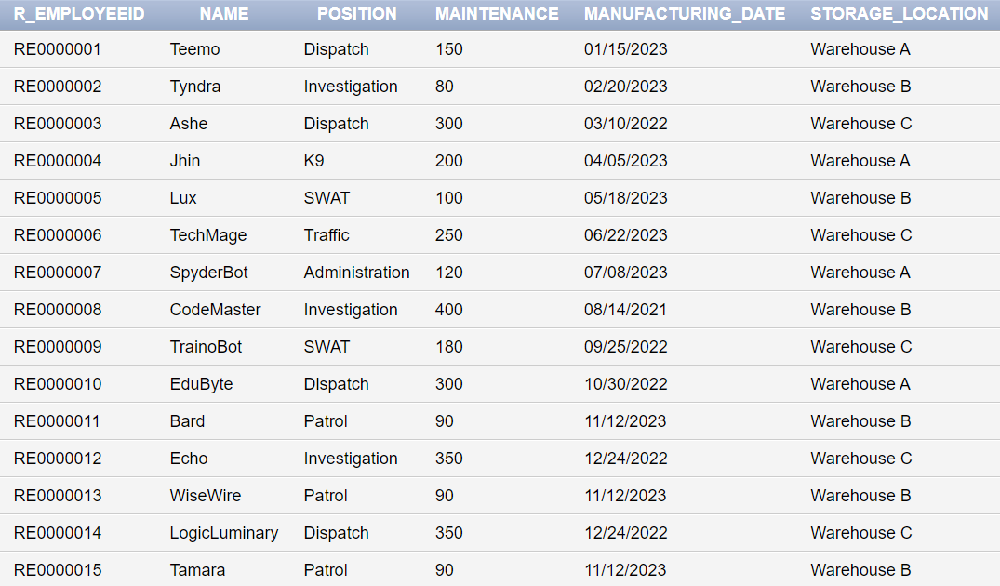 R_EMPLOYEEID NAME POSITION MAINTENANCE MANUFACTURING_DATE STORAGE_LOCATION
RE0000001 Teemo Dispatch 150 01/15/2023 Warehouse A
RE0000002 Tyndra Investigation 80 02/20/2023 Warehouse B
RE0000003 Ashe Dispatch 300 03/10/2022 Warehouse C
RE0000004 Jhin K9 200 04/05/2023 Warehouse A
RE0000005 Lux SWAT 100 05/18/2023 Warehouse B
RE0000006 TechMage Traffic 250 06/22/2023 Warehouse C
RE0000007 SpyderBot Administration 120 07/08/2023 Warehouse A
RE0000008 CodeMaster Investigation 400 08/14/2021 Warehouse B
RE0000009 TrainoBot SWAT 180 09/25/2022 Warehouse C
RE0000010 EduByte Dispatch 300 10/30/2022 Warehouse A
RE0000011 Bard Patrol 90 11/12/2023 Warehouse B
RE0000012 Echo Investigation 350 12/24/2022 Warehouse C
RE0000013 WiseWire Patrol 90 11/12/2023 Warehouse B
RE0000014 LogicLuminary Dispatch 350 12/24/2022 Warehouse C
RE0000015 Tamara Patrol 90 11/12/2023 Warehouse B